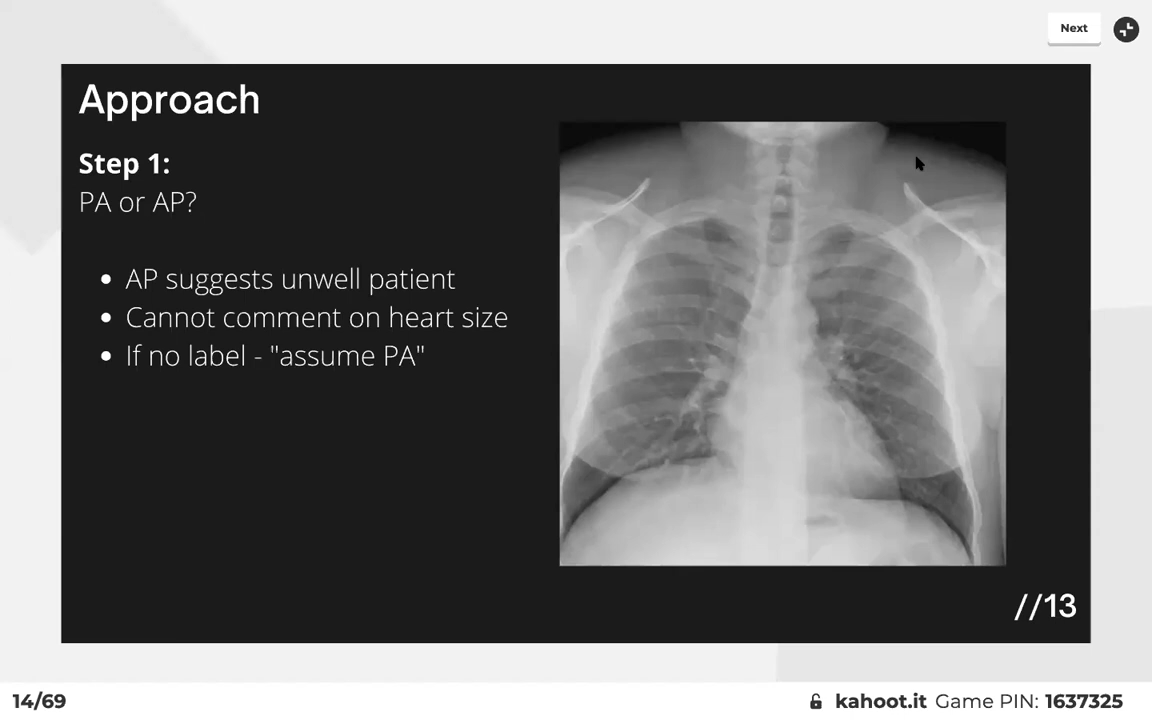 Next
Approach
Step 1:
PA or AP?
AP suggests unwell patient
Cannot comment on heart size
If no label - "assume PA"
//13
14/69
kahoot.it Game PIN: 1637325